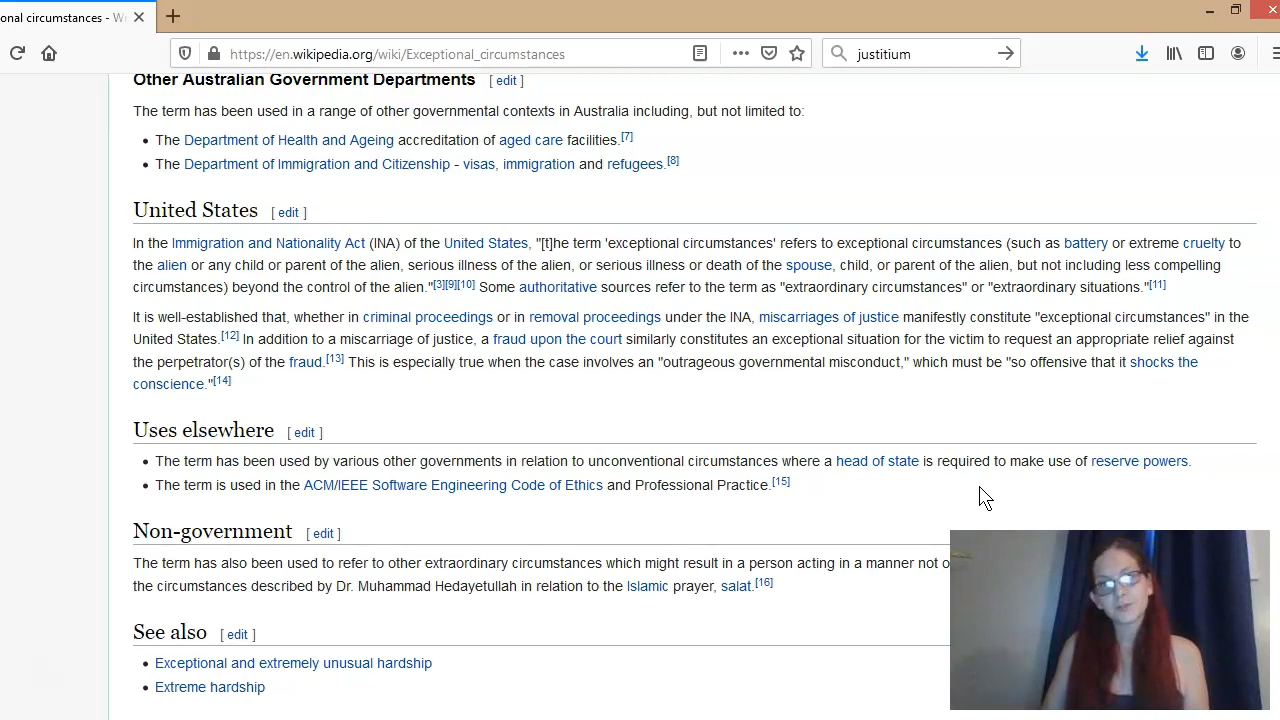 onal circumstances - W
https://en.wikipedia.org/wiki/Exceptional_circumstances
justitium
Other Australian Government Departments [ edit ]
The term has been used in a range of other governmental contexts in Australia including, but not limited to:
• The Department of Health and Ageing accreditation of aged care facilities.[7]
• The Department of Immigration and Citizenship - visas, immigration and refugees.[8]
United States [ edit ]
In the Immigration and Nationality Act (INA) of the United States, "[t]he term 'exceptional circumstances' refers to exceptional circumstances (such as battery or extreme cruelty to
the alien or any child or parent of the alien, serious illness of the alien, or serious illness or death of the spouse, child, or parent of the alien, but not including less compelling
circumstances) beyond the control of the alien."[3][9][10] Some authoritative sources refer to the term as "extraordinary circumstances" or "extraordinary situations."[11]
It is well-established that, whether in criminal proceedings or in removal proceedings under the INA, miscarriages of justice manifestly constitute "exceptional circumstances" in the
United States.[12] In addition to a miscarriage of justice, a fraud upon the court similarly constitutes an exceptional situation for the victim to request an appropriate relief against
the perpetrator(s) of the fraud.[13] This is especially true when the case involves an "outrageous governmental misconduct," which must be "so offensive that it shocks the
conscience."[14]
Uses elsewhere [ edit ]
• The term has been used by various other governments in relation to unconventional circumstances where a head of state is required to make use of reserve powers.
• The term is used in the ACM/IEEE Software Engineering Code of Ethics and Professional Practice.[15]
Non-government [ edit ]
The term has also been used to refer to other extraordinary circumstances which might result in a person acting in a manner not o
the circumstances described by Dr. Muhammad Hedayetullah in relation to the Islamic prayer, salat.[16]
See also [ edit ]
• Exceptional and extremely unusual hardship
• Extreme hardship